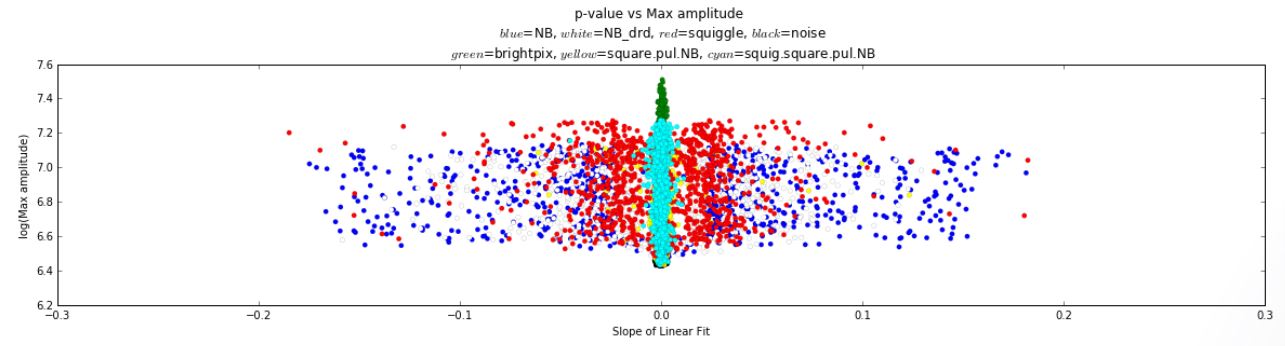 p-value vs Max amplitude
blue=NB, white=NB_drd, red=squiggle, black=noise
green=brightpix, yellow=square.pul.NB, cyan=squig.square.pul.NB
7.6
7.4
7.2
7.0
6.8
6.6
6.4
6.2
log(Max amplitude)
−0.3 −0.2 −0.1 0.0 0.1 0.2 0.3
Slope of Linear Fit